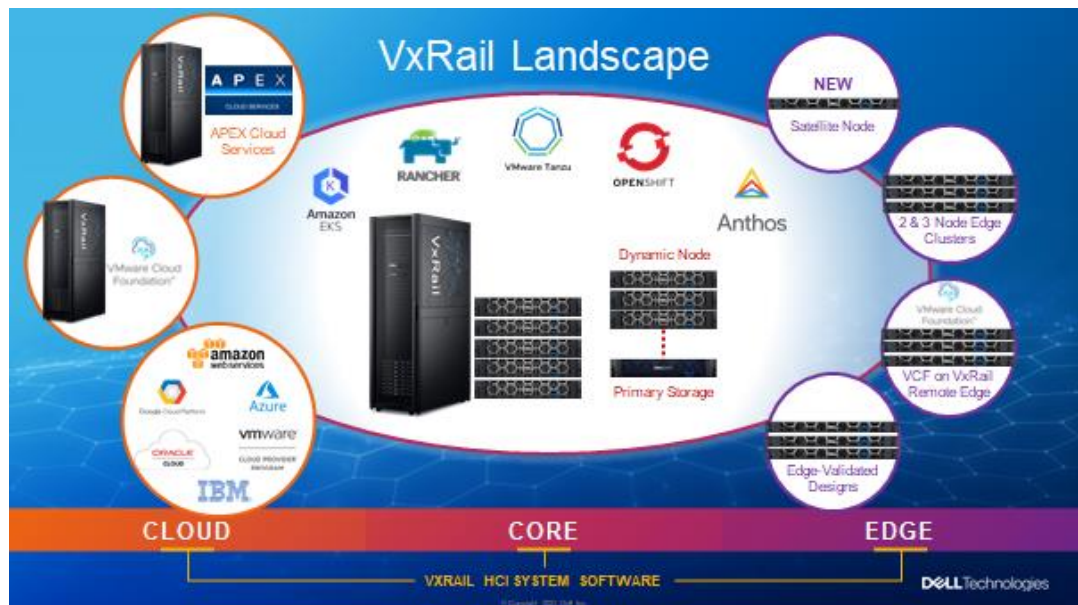 VxRail Landscape
APEX
CLOUD SERVICES
APEX Cloud
Services
VxRail
VMware Cloud
Foundation
VxRail
amazon
web services
Google Cloud Platform
Azure
ORACLE
CLOUD
vmware
CLOUD PROVIDER
PROGRAM
IBM
Amazon
EKS
RANCHER
VMware Tanzu
OPENSHIFT
Anthos
VxRail
Dynamic Node
Primary Storage
NEW
Satellite Node
2 & 3 Node Edge
Clusters
VMware Cloud
Foundation
VCF on VxRail
Remote Edge
Edge-Validated
Designs
CLOUD
CORE
EDGE
VXRAIL HCI SYSTEM SOFTWARE
DELLTechnologies